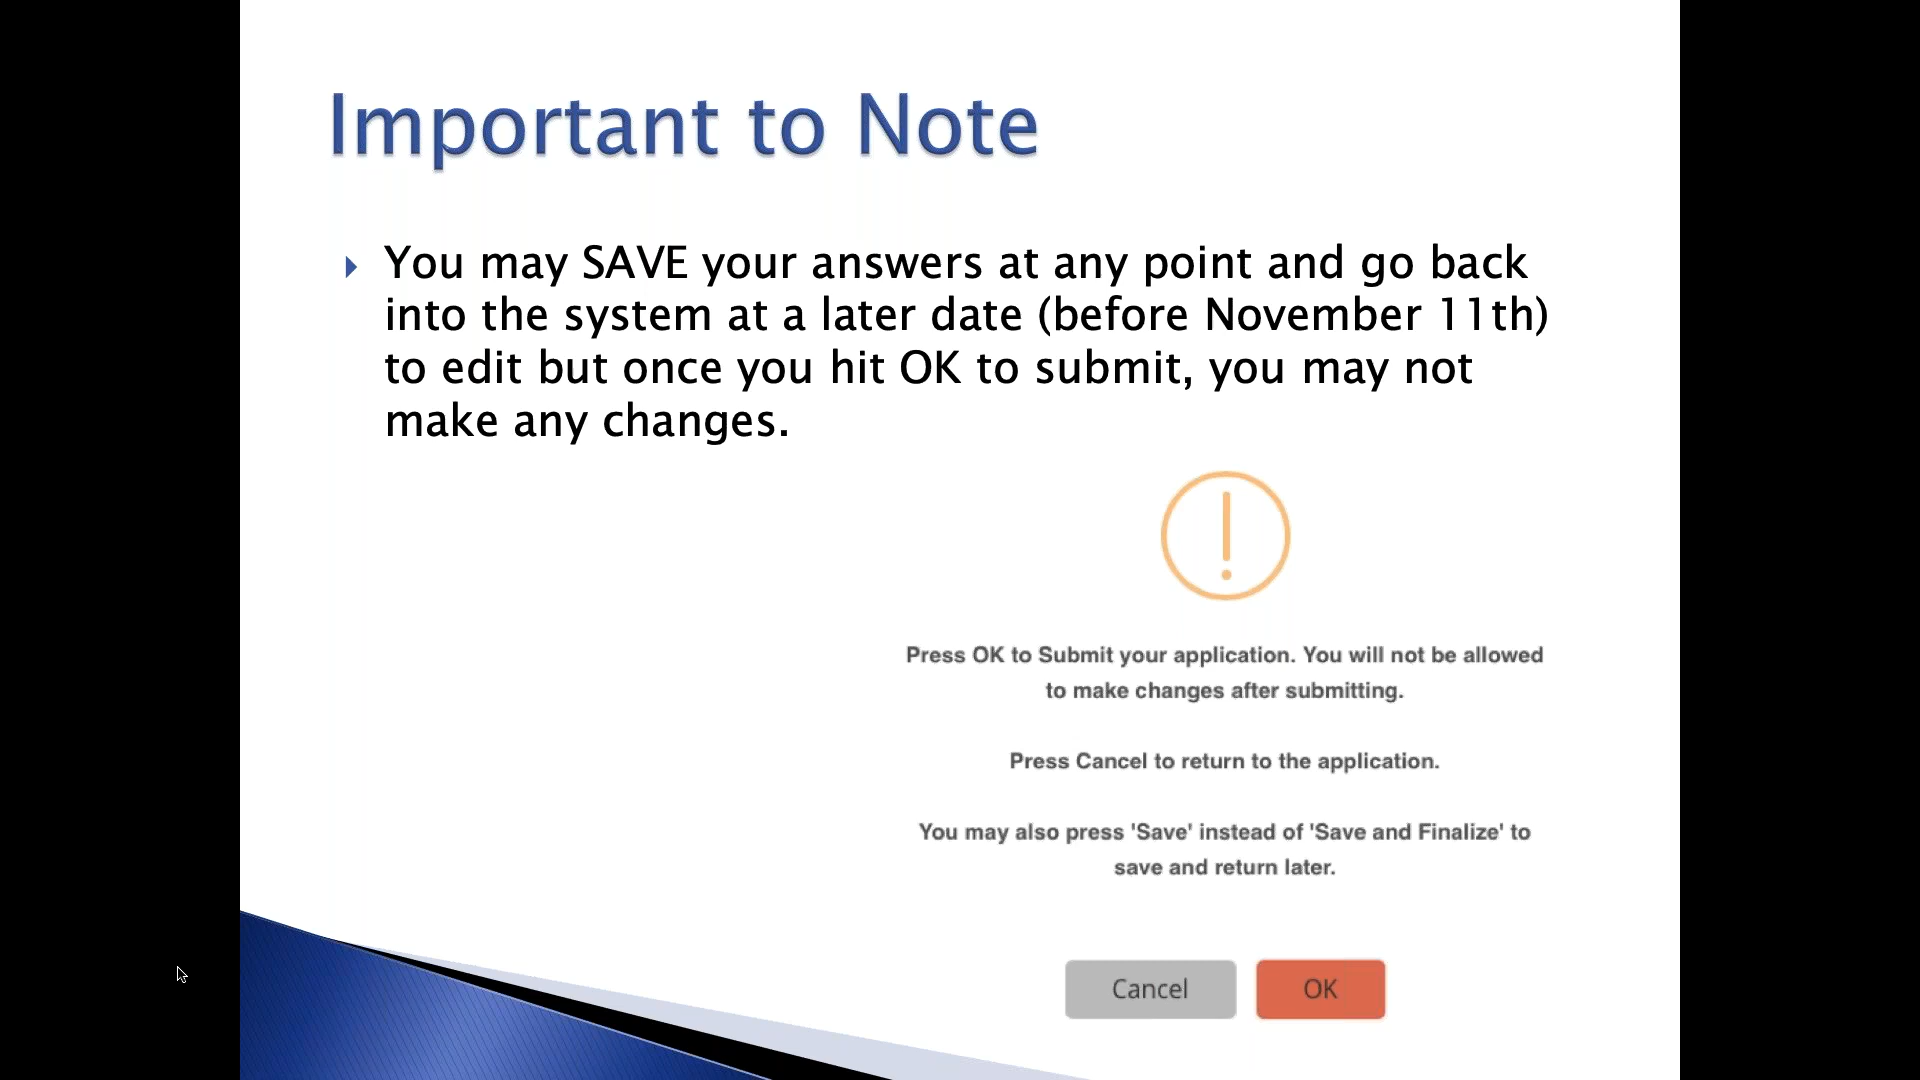 Important to Note
You may SAVE your answers at any point and go back
into the system at a later date (before November 11th)
to edit but once you hit OK to submit, you may not
make any changes.
Press OK to Submit your application. You will not be allowed
to make changes after submitting.
Press Cancel to return to the application.
You may also press 'Save' instead of 'Save and Finalize' to
save and return later.
Cancel
OK